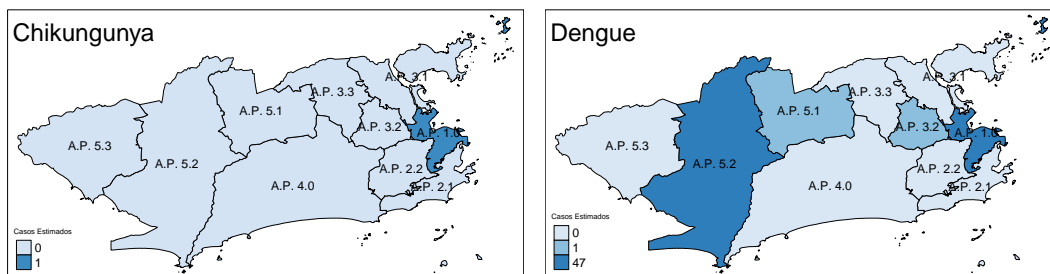 Chikungunya
A.P. 3.1
A.P. 3.3
A.P. 5.1
A.P. 3.2
A.P. 1.0
A.P. 5.3
A.P. 5.2
A.P. 2.2
A.P. 4.0
A.P. 2.1
Casos Estimados
0
1
Dengue
A.P. 3.1
A.P. 3.3
A.P. 5.1
A.P. 3.2
A.P. 1.0
A.P. 5.3
A.P. 5.2
A.P. 2.2
A.P. 4.0
A.P. 2.1
Casos Estimados
0
1
47